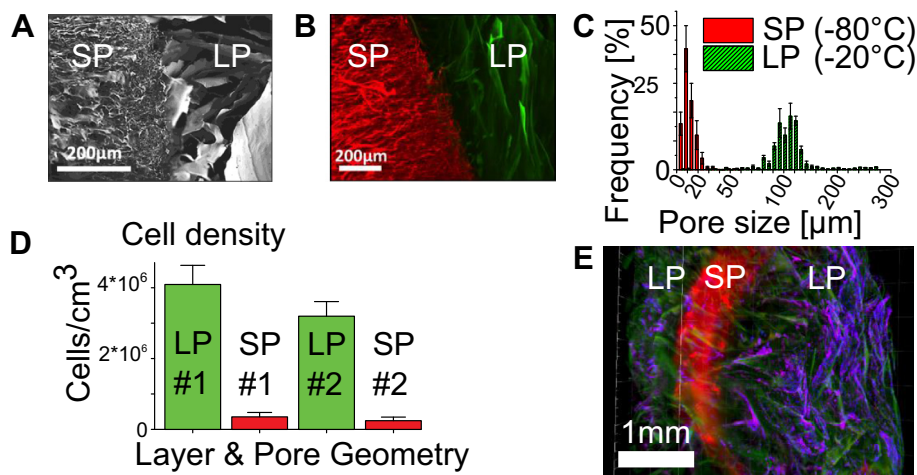 A
SP
LP
200μm
B
SP
LP
200μm
C
Frequency [%]
50
25
0
SP (-80°C)
LP (-20°C)
0
20
50
100
200
300
Pore size [μm]
D
Cell density
Cells/cm3
4*10⁶
2*10⁶
0
LP
#1
SP
#1
LP
#2
SP
#2
Layer & Pore Geometry
E
LP
SP
LP
1mm